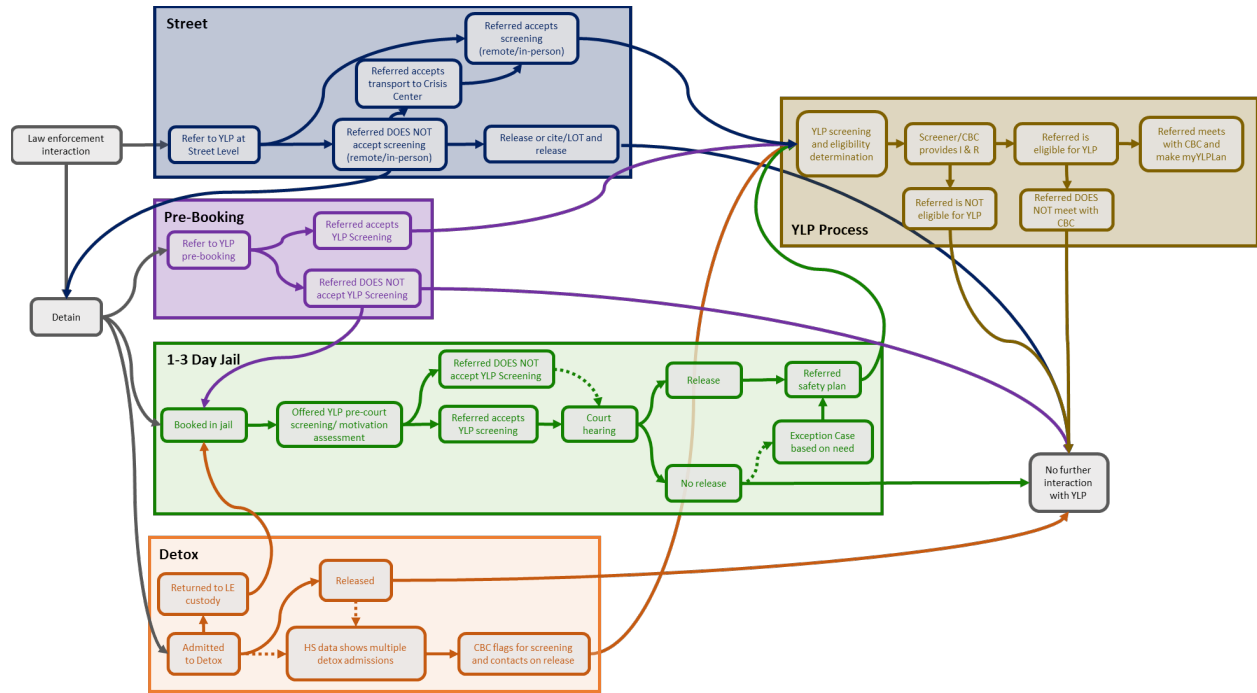 Street
Referred accepts
screening
(remote/in-person)
Referred accepts
transport to Crisis
Center
Law enforcement
interaction
Refer to YLP at
Street Level
Referred DOES NOT
accept screening
(remote/in-person)
Release or cite/LOT and
release
YLP screening
and eligibility
determination
Screener/CBC
provides I & R
Referred is
eligible for YLP
Referred meets
with CBC and
make myYLPLan
Referred is NOT
eligible for YLP
Referred DOES
NOT meet with
CBC
YLP Process
Pre-Booking
Refer to YLP
pre-booking
Referred accepts
YLP Screening
Referred DOES NOT
accept YLP Screening
Detain
1-3 Day Jail
Referred DOES NOT
accept YLP Screening
Booked in jail
Offered YLP pre-court
screening/ motivation
assessment
Referred accepts
YLP screening
Court
hearing
Release
Referred
safety plan
Exception Case
based on need
No release
No further
interaction
with YLP
Detox
Returned to LE
custody
Released
Admitted
to Detox
HS data shows multiple
detox admissions
CBC flags for screening
and contacts on release